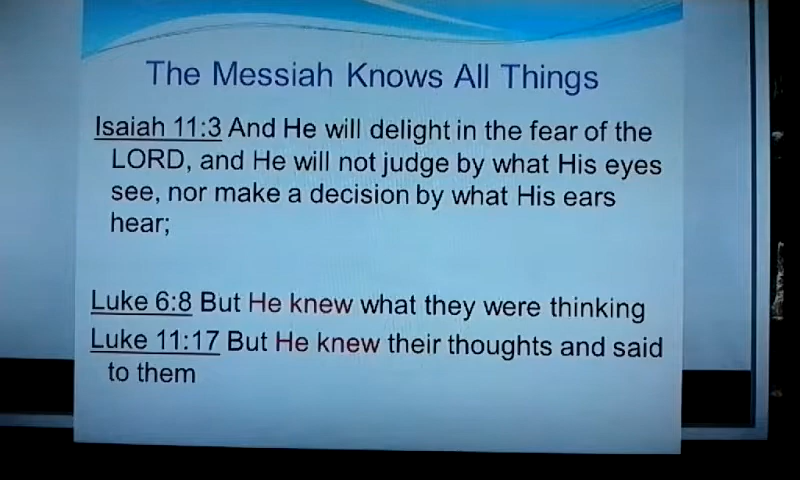 The Messiah Knows All Things
Isaiah 11:3 And He will delight in the fear of the
LORD, and He will not judge by what His eyes
see, nor make a decision by what His ears
hear;
Luke 6:8 But He knew what they were thinking
Luke 11:17 But He knew their thoughts and said
to them